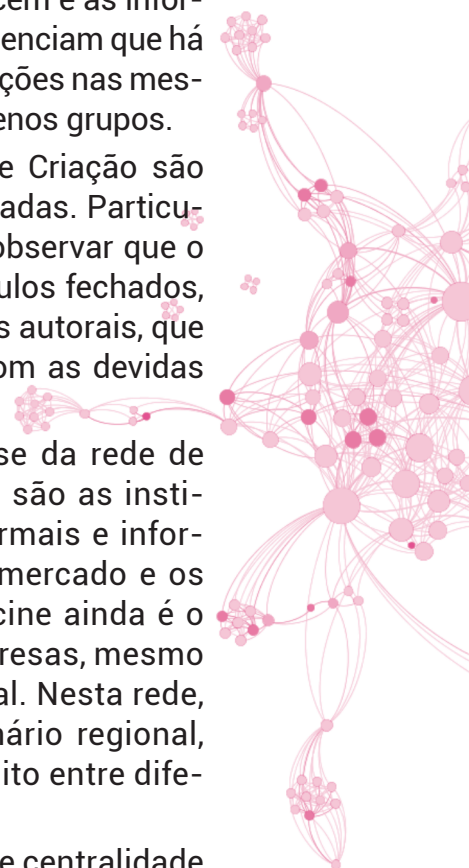 cem e as infor-
enciam que há
ções nas mes-
enos grupos.
e Criação são
adas. Particu-
observar que o
ulos fechados,
s autorais, que
om as devidas
se da rede de
são as insti-
rmais e infor-
mercado e os
cine ainda é o
resas, mesmo
al. Nesta rede,
nário regional,
ito entre dife-
e centralidade